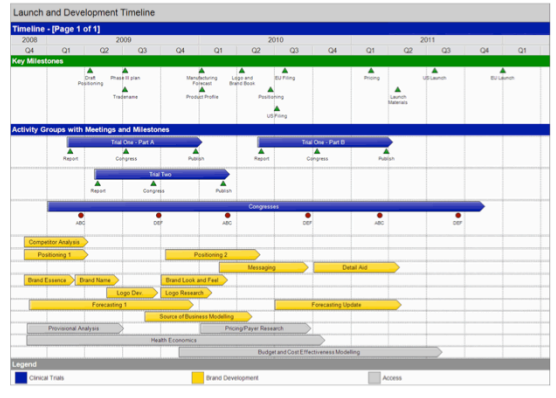 Launch and Development Timeline
Timeline - [Page 1 of 1]
2008 2009 2010 2011
Q4 Q1 Q2 Q3 Q4 Q1 Q2 Q3 Q4 Q1 Q2 Q3 Q4 Q1
Key Milestones
Draft Positioning
Phase III plan
Manufacturing Forecast
Logo and Brand Book
EU Filing
Pricing
US Launch
EU Launch
Tradename
Product Profile
Positioning
Launch Materials
US Filing
Activity Groups with Meetings and Milestones
Trial One - Part A
Trial One - Part B
Report Congress Publish Report Congress Publish
Trial Two
Report Congress Publish
Congresses
ABC DEF ABC DEF ABC DEF
Competitor Analysis
Positioning 1
Positioning 2
Messaging
Detail Aid
Brand Essence
Brand Name
Brand Look and Feel
Logo Dev
Logo Research
Forecasting 1
Forecasting Update
Source of Business Modelling
Provisional Analysis
Pricing/Payer Research
Health Economics
Budget and Cost Effectiveness Modelling
Legend
Clinical Trials
Brand Development
Access